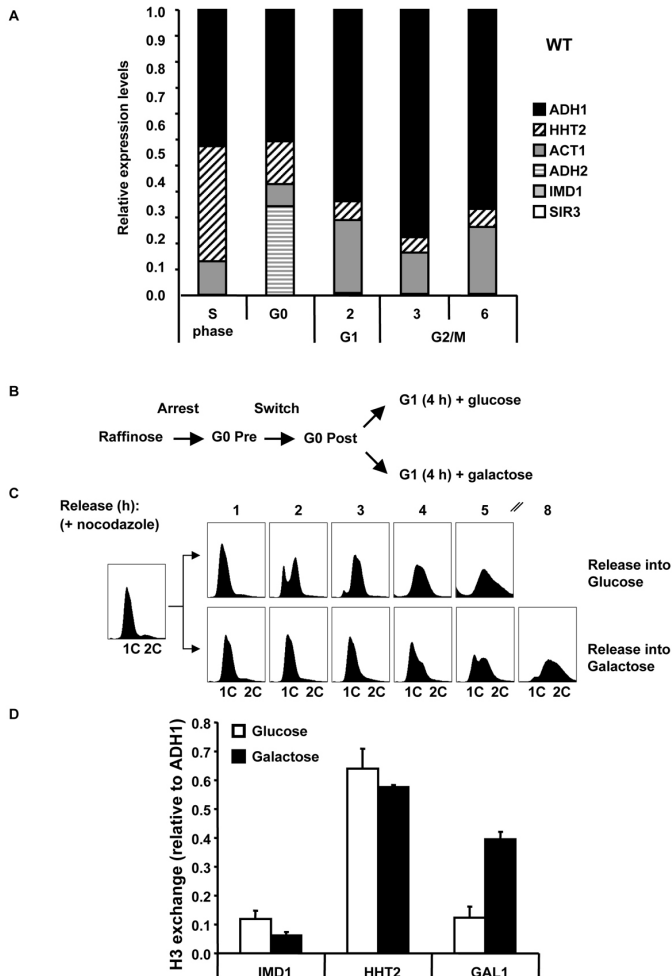 A
Relative expression levels
1.0
0.9
0.8
0.7
0.6
0.5
0.4
0.3
0.2
0.1
0.0
S phase
G0
2
3
6
G1
G2/M
WT
ADH1
HHT2
ACT1
ADH2
IMD1
SIR3
B
Arrest
Switch
Raffinose
G0 Pre
G0 Post
G1 (4 h) + glucose
G1 (4 h) + galactose
C
Release (h):
(+ nocodazole)
1 2 3 4 5 // 8
1C 2C
Release into
Glucose
Release into
Galactose
1C 2C 1C 2C 1C 2C 1C 2C 1C 2C 1C 2C
D
H3 exchange (relative to ADH1)
0.8
0.7
0.6
0.5
0.4
0.3
0.2
0.1
0.0
Glucose
Galactose
IMD1 HHT2 GAL1